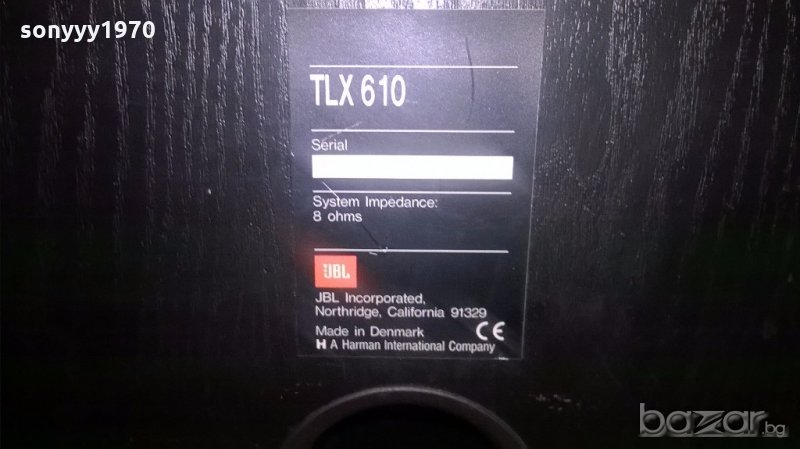 sonyyy1970
TLX 610
Serial
System Impedance:
8 ohms
JBL
JBL Incorporated,
Northridge, California 91329
Made in Denmark CE
H A Harman International Company
bazar.bg